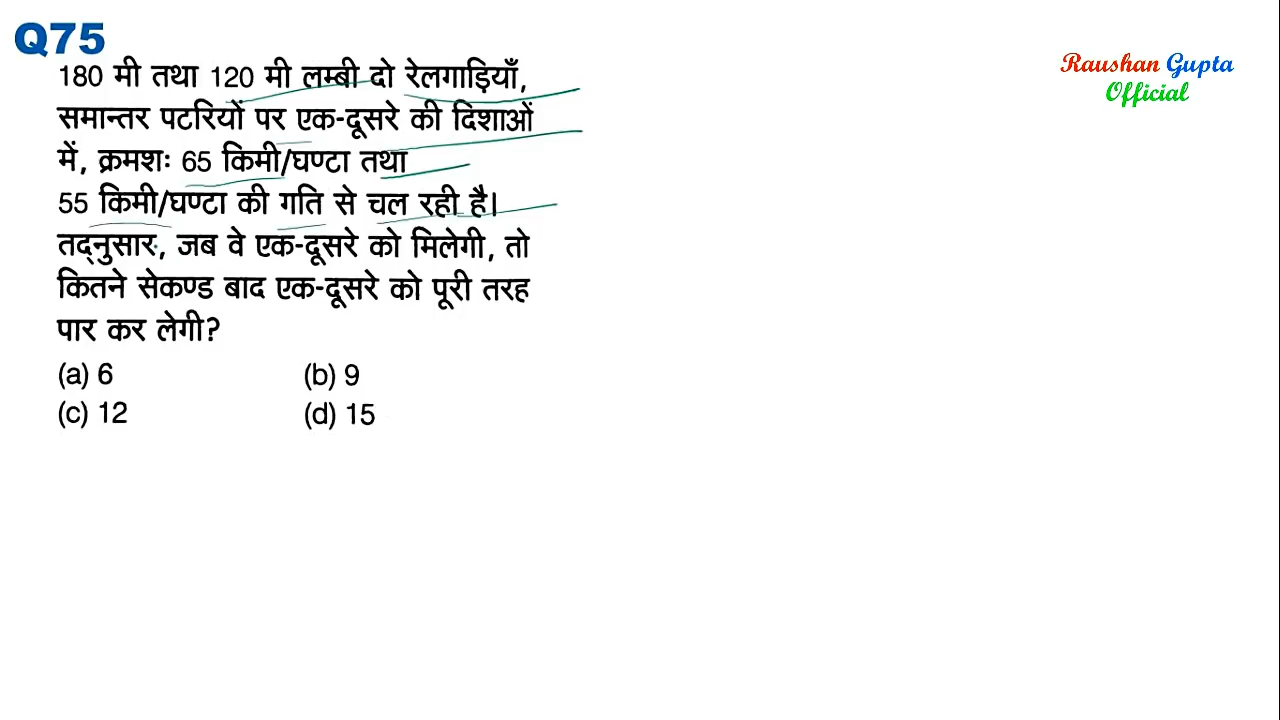 Q75
Raushan Gupta
Official
180 मी तथा 120 मी लम्बी दो रेलगाड़ियाँ,
समान्तर पटरियों पर एक-दूसरे की दिशाओं
में, क्रमशः 65 किमी/घण्टा तथा
55 किमी/घण्टा की गति से चल रही है।
तद्नुसार, जब वे एक-दूसरे को मिलेगी, तो
कितने सेकण्ड बाद एक-दूसरे को पूरी तरह
पार कर लेगी?
(a) 6 (b) 9
(c) 12 (d) 15